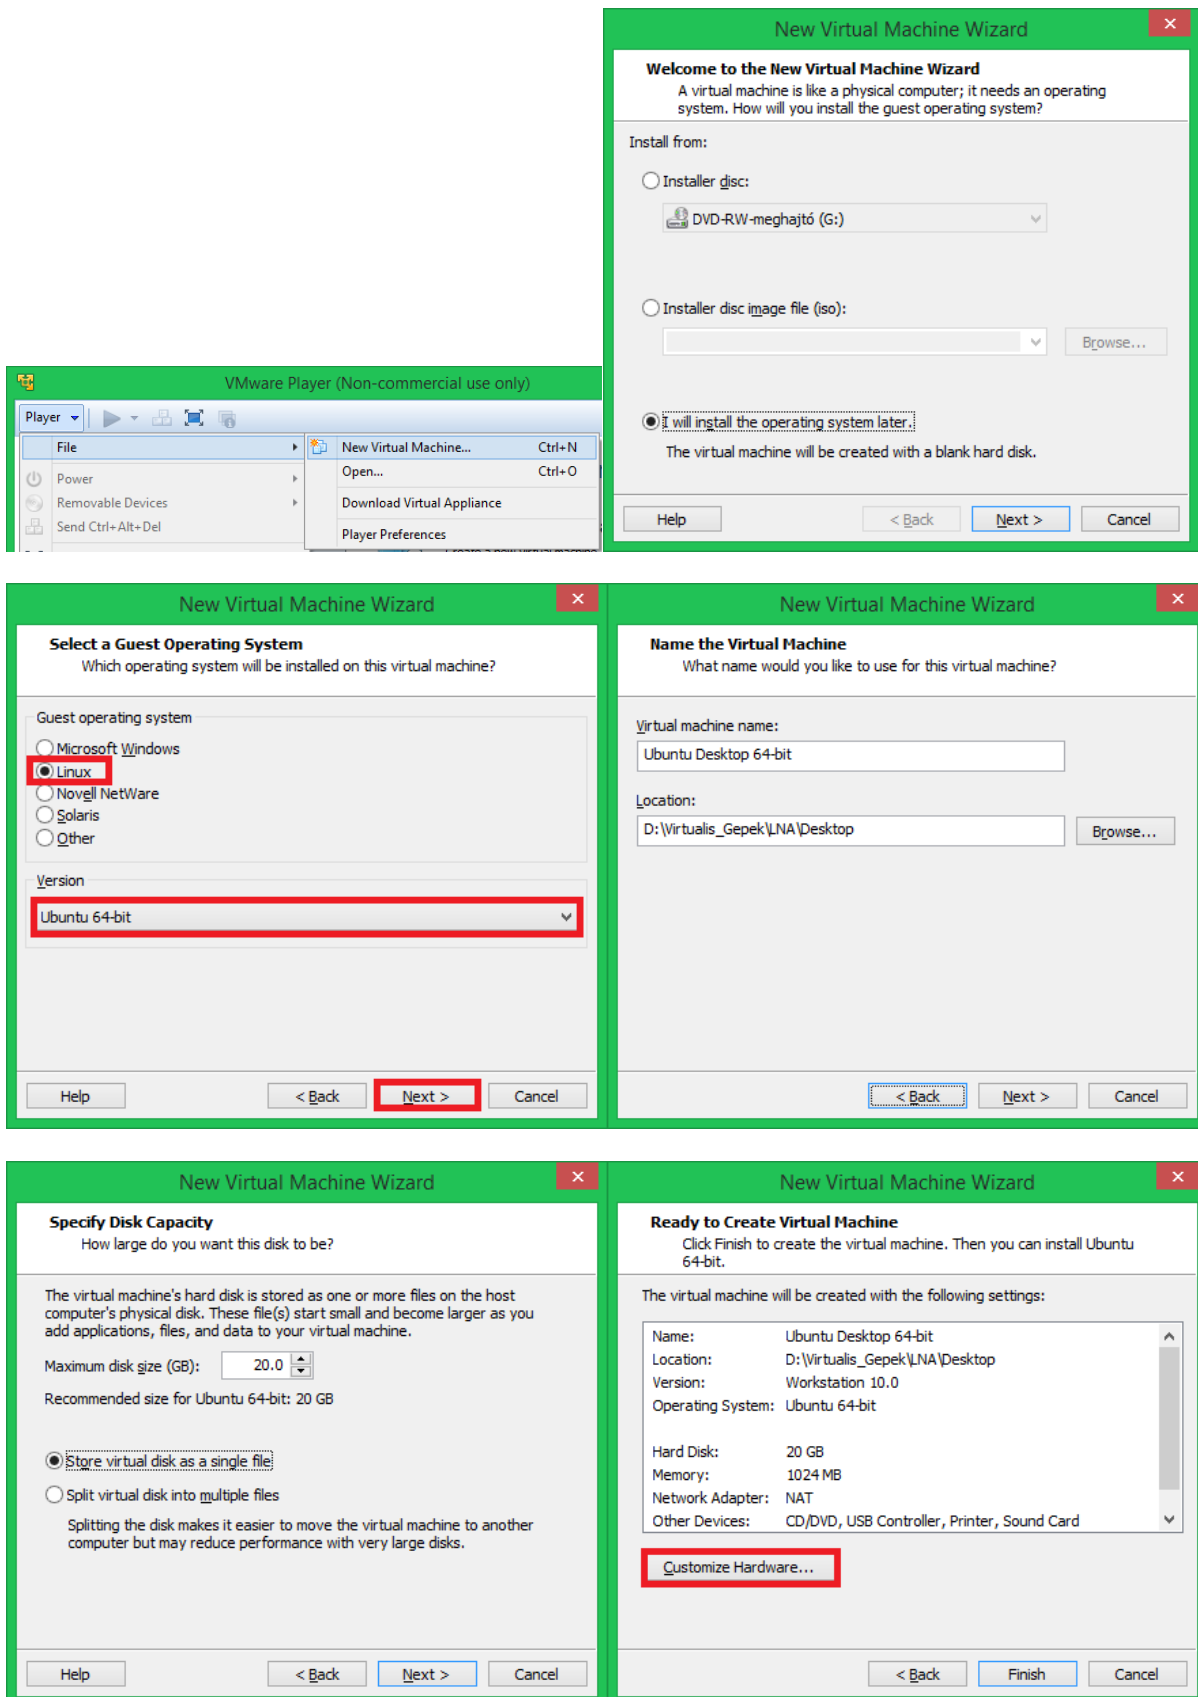 New Virtual Machine Wizard
Welcome to the New Virtual Machine Wizard
A virtual machine is like a physical computer; it needs an operating
system. How will you install the guest operating system?
Install from:
Installer disc:
DVD-RW-meghajtó (G:)
Installer disc image file (iso):
Browse...
I will install the operating system later.
The virtual machine will be created with a blank hard disk.
Help
< Back
Next >
Cancel
VMware Player (Non-commercial use only)
Player
File
New Virtual Machine... Ctrl+N
Power
Open... Ctrl+O
Removable Devices
Download Virtual Appliance
Send Ctrl+Alt+Del
Player Preferences
Create a new virtual machine
New Virtual Machine Wizard
Select a Guest Operating System
Which operating system will be installed on this virtual machine?
Guest operating system
Microsoft Windows
Linux
Novell NetWare
Solaris
Other
Version
Ubuntu 64-bit
Help
< Back
Next >
Cancel
New Virtual Machine Wizard
Name the Virtual Machine
What name would you like to use for this virtual machine?
Virtual machine name:
Ubuntu Desktop 64-bit
Location:
D:\Virtualis_Gepek\LNA\Desktop
Browse...
< Back
Next >
Cancel
New Virtual Machine Wizard
Specify Disk Capacity
How large do you want this disk to be?
The virtual machine's hard disk is stored as one or more files on the host
computer's physical disk. These file(s) start small and become larger as you
add applications, files, and data to your virtual machine.
Maximum disk size (GB): 20.0
Recommended size for Ubuntu 64-bit: 20 GB
Store virtual disk as a single file
Split virtual disk into multiple files
Splitting the disk makes it easier to move the virtual machine to another
computer but may reduce performance with very large disks.
Help
< Back
Next >
Cancel
New Virtual Machine Wizard
Ready to Create Virtual Machine
Click Finish to create the virtual machine. Then you can install Ubuntu
64-bit.
The virtual machine will be created with the following settings:
Name: Ubuntu Desktop 64-bit
Location: D:\Virtualis_Gepek\LNA\Desktop
Version: Workstation 10.0
Operating System: Ubuntu 64-bit
Hard Disk: 20 GB
Memory: 1024 MB
Network Adapter: NAT
Other Devices: CD/DVD, USB Controller, Printer, Sound Card
Customize Hardware...
< Back
Finish
Cancel